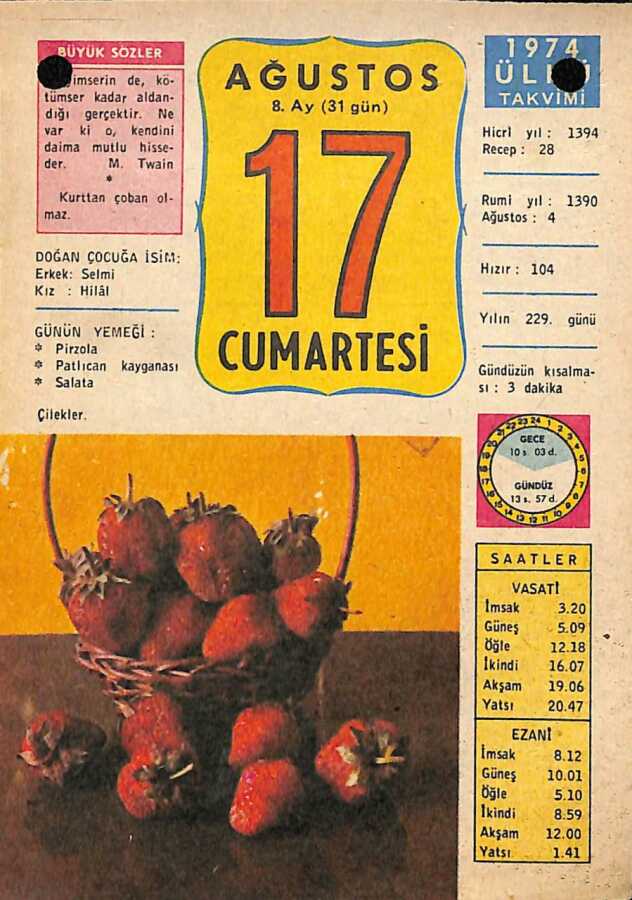 BÜYÜK SÖZLER
imserin de, kö-
tümser kadar aldan-
dığı gerçektir. Ne
var ki o, kendini
daima mutlu hisse-
der. M. Twain
*
Kurttan çoban ol-
maz.
DOĞAN ÇOCUĞA İSİM:
Erkek: Selmi
Kız : Hilâl
GÜNÜN YEMEĞİ :
* Pirzola
* Patlıcan kayganası
* Salata
Çilekler.
AĞUSTOS
8. Ay (31 gün)
17
CUMARTESİ
1974
TAKVİMİ
Hicri yıl : 1394
Recep : 28
Rumi yıl : 1390
Ağustos : 4
Hızır : 104
Yılın 229. günü
Gündüzün kısalma-
sı : 3 dakika
GECE
10 s. 03 d.
GÜNDÜZ
13 s. 57 d.
SAATLER
VASATİ
İmsak 3.20
Güneş 5.09
Öğle 12.18
İkindi 16.07
Akşam 19.06
Yatsı 20.47
EZANİ
İmsak 8.12
Güneş 10.01
Öğle 5.10
İkindi 8.59
Akşam 12.00
Yatsı 1.41